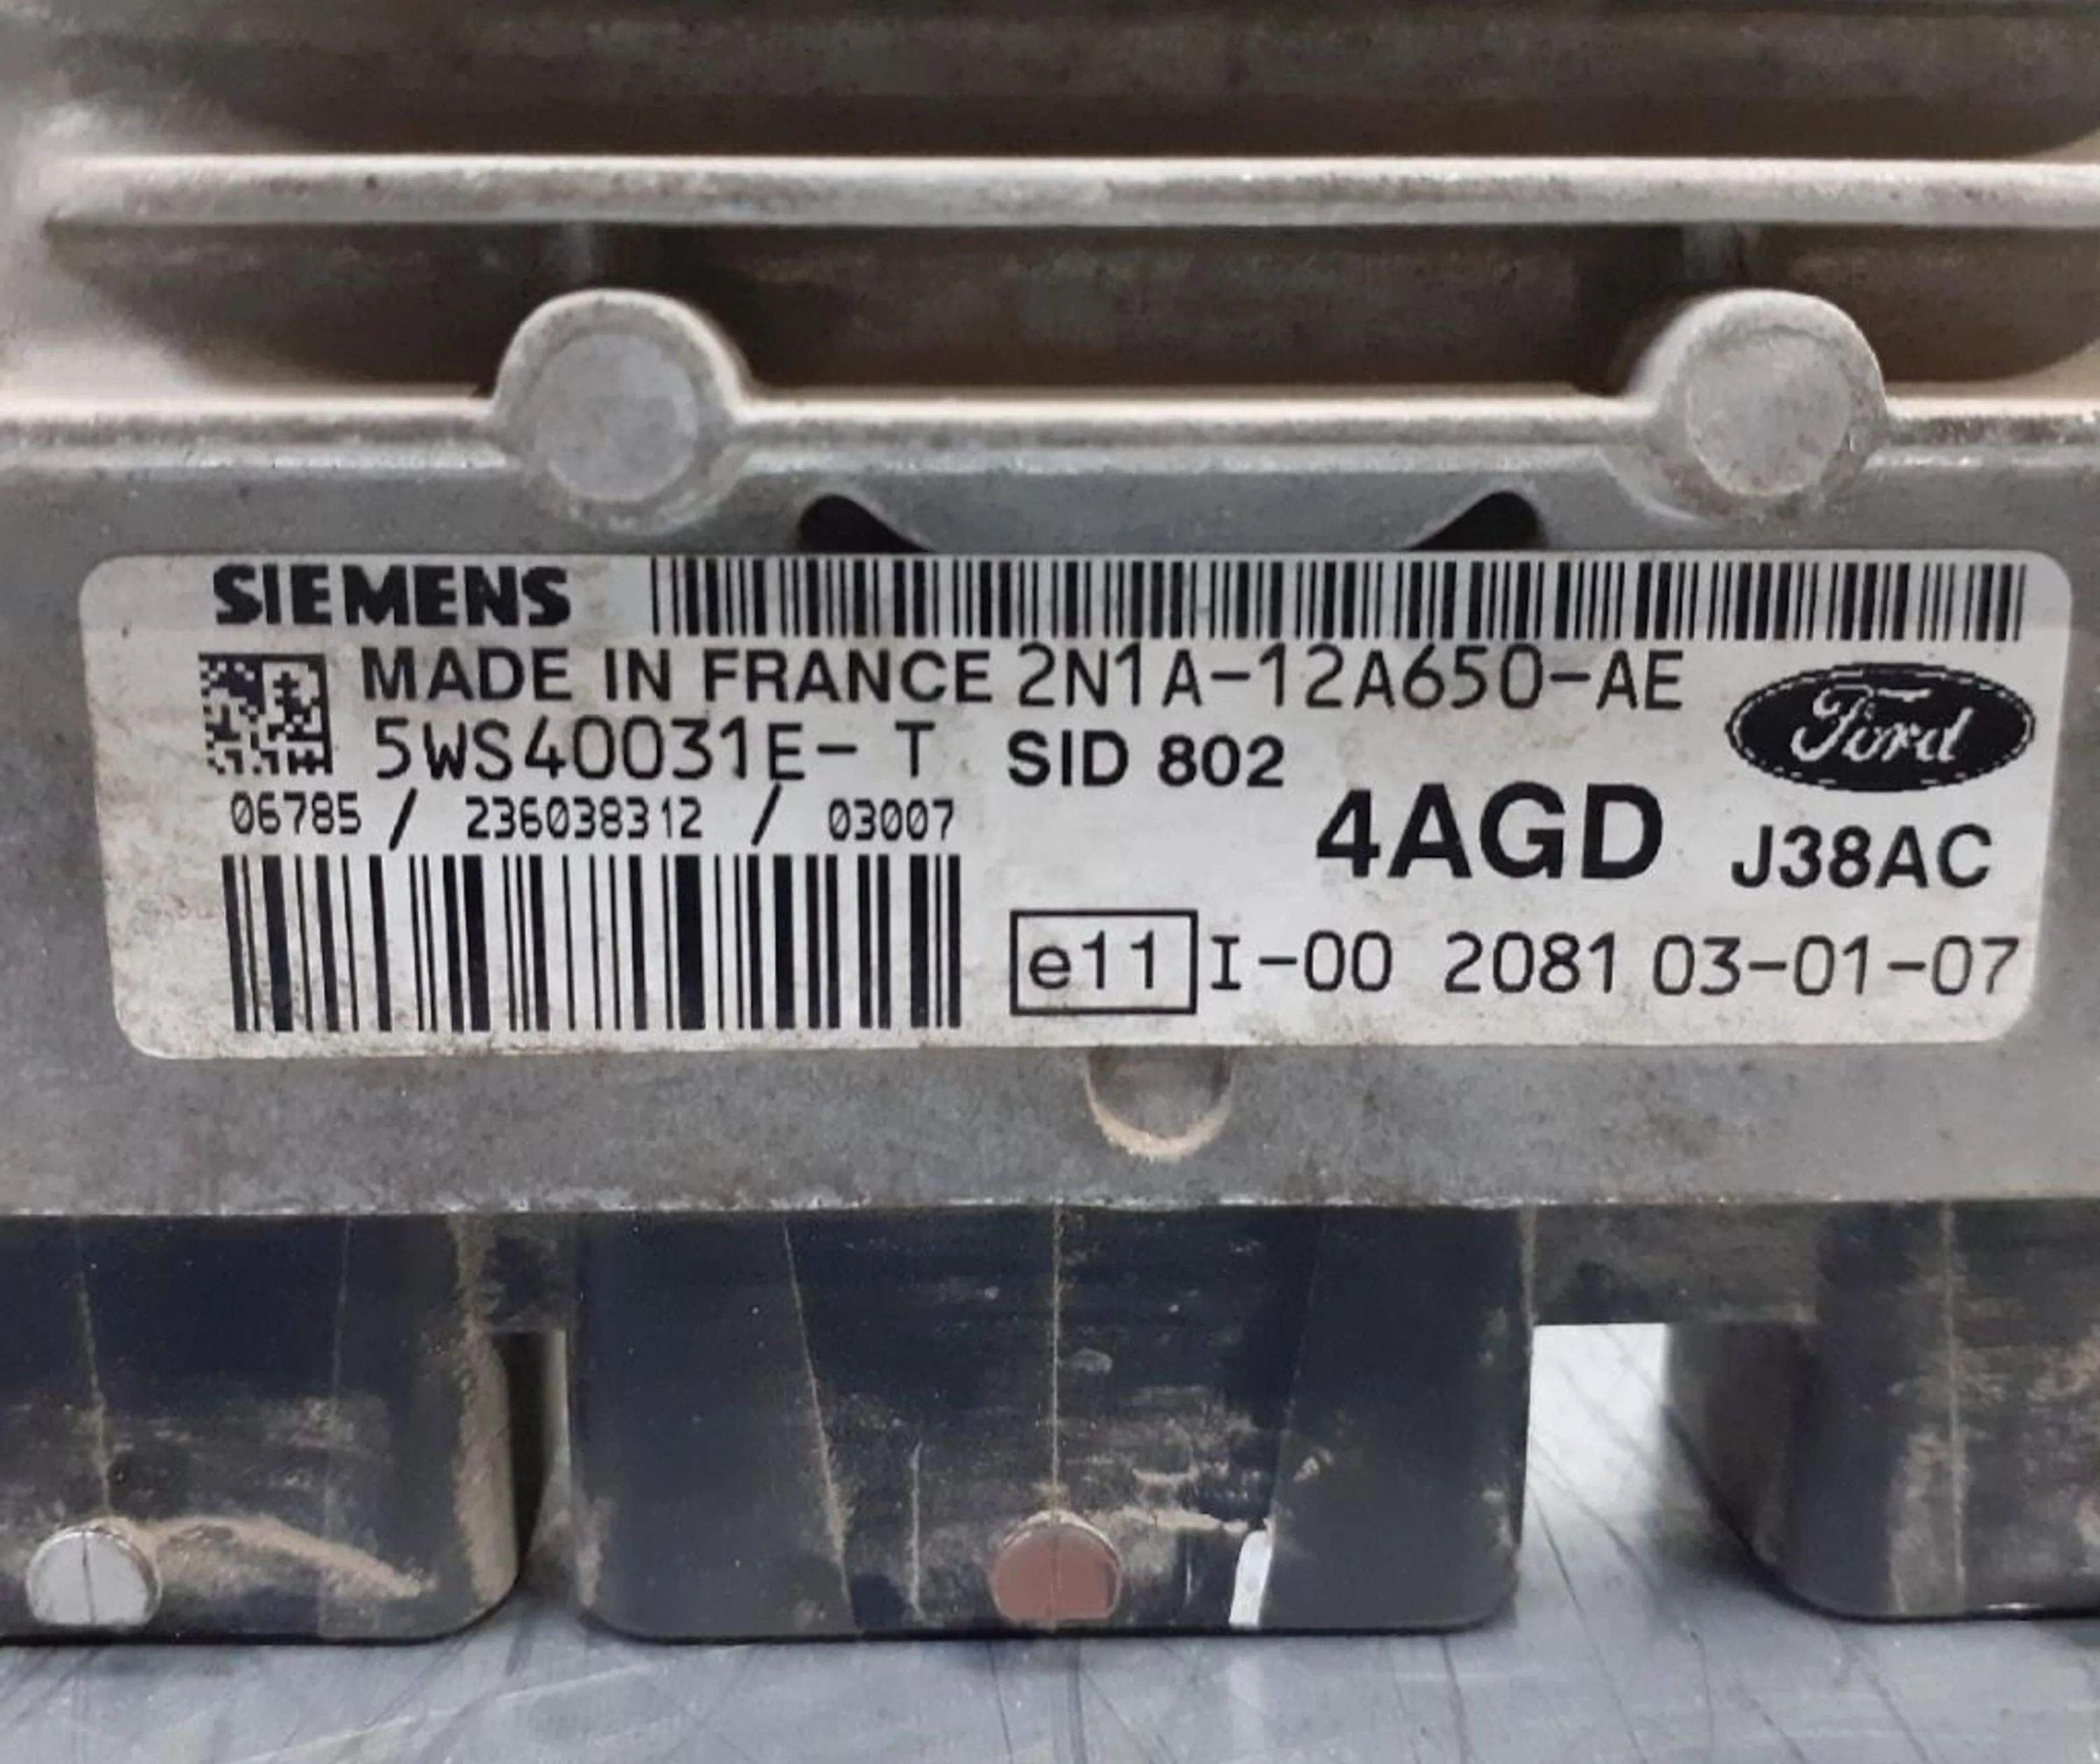 SIEMENS
MADE IN FRANCE 2N1A-12A650-AE
Ford
5WS40031E- T SID 802
06785 / 236038312 / 03007
4AGD J38AC
e11 I-00 2081 03-01-07